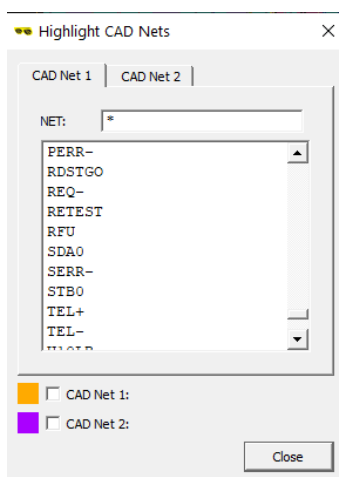 Highlight CAD Nets
CAD Net 1 CAD Net 2
NET: *
PERR-
RDSTGO
REQ-
RETEST
RFU
SDA0
SERR-
STB0
TEL+
TEL-
CAD Net 1:
CAD Net 2:
Close